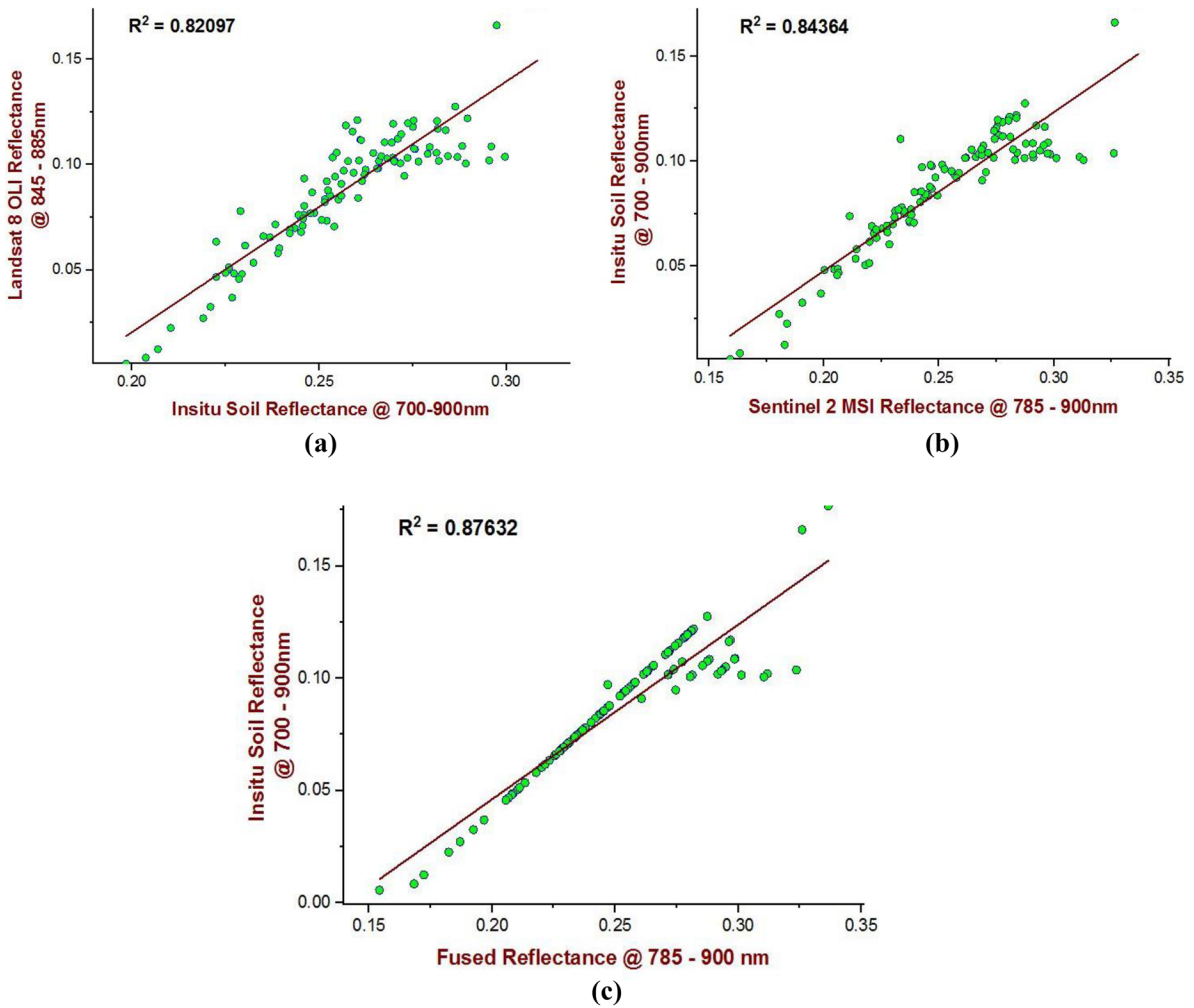 R² = 0.82097
0.15
0.10
0.05
Landsat 8 OLI Reflectance
@ 845 - 885nm
0.20
0.25
0.30
Insitu Soil Reflectance @ 700-900nm
(a)
R² = 0.84364
0.15
0.10
0.05
Insitu Soil Reflectance
@ 700 - 900nm
0.15
0.20
0.25
0.30
0.35
Sentinel 2 MSI Reflectance @ 785 - 900nm
(b)
R² = 0.87632
0.15
0.10
0.05
0.00
Insitu Soil Reflectance
@ 700 - 900nm
0.15
0.20
0.25
0.30
0.35
Fused Reflectance @ 785 - 900 nm
(c)